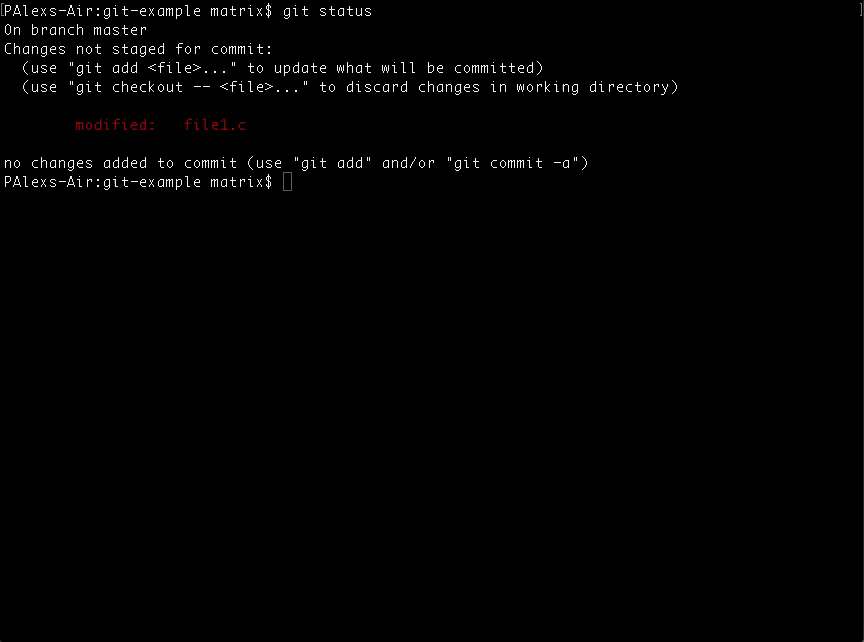 [PAlexs-Air:git-example matrix$ git status ]
On branch master
Changes not staged for commit:
  (use "git add <file>..." to update what will be committed)
  (use "git checkout -- <file>..." to discard changes in working directory)
        modified:   file1.c
no changes added to commit (use "git add" and/or "git commit -a")
PAlexs-Air:git-example matrix$